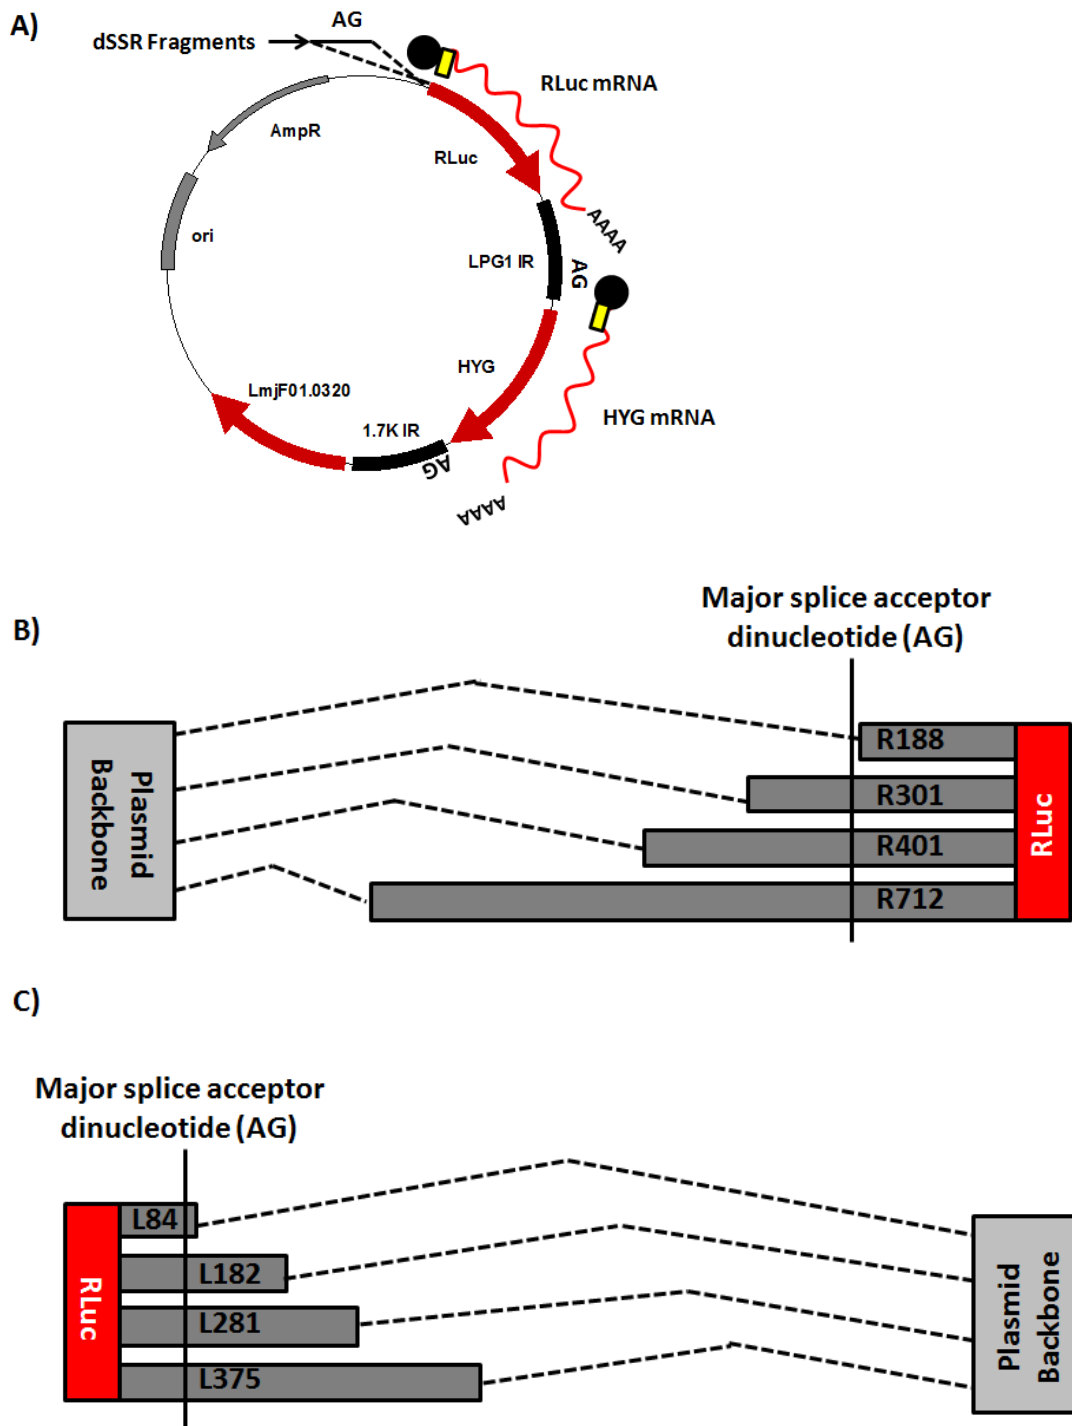 A)
AG
dSSR Fragments
RLuc mRNA
AmpR
RLuc
AAAA
ori
LPG1 IR
AG
HYG
LmjF01.0320
1.7K IR
AG
HYG mRNA
AAAA
B)
Major splice acceptor
dinucleotide (AG)
Plasmid
Backbone
R188
R301
R401
R712
RLuc
C)
Major splice acceptor
dinucleotide (AG)
RLuc
L84
L182
L281
L375
Plasmid
Backbone